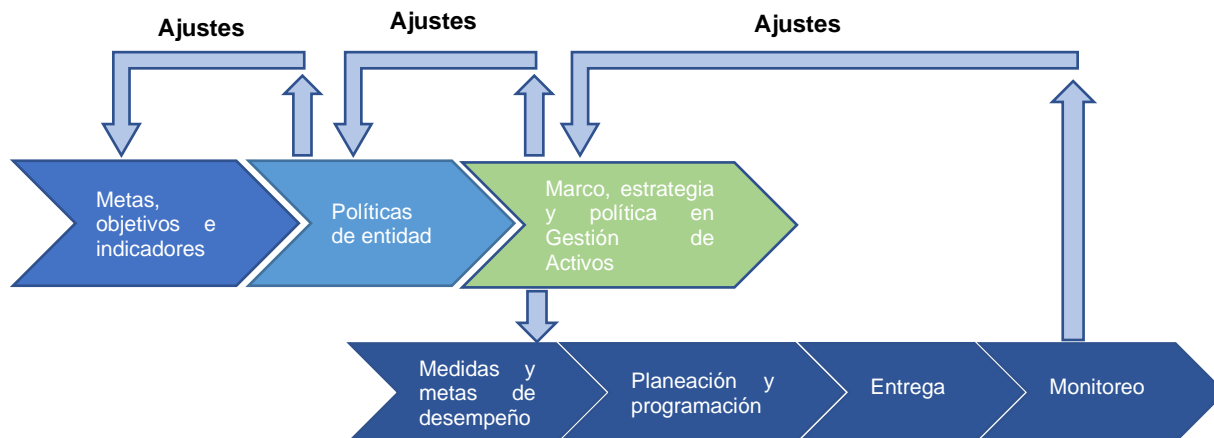 Ajustes
Ajustes
Ajustes
Metas,
objetivos e
indicadores
Políticas
de entidad
Marco, estrategia
y política en
Gestión de
Activos
Medidas y
metas de
desempeño
Planeación y
programación
Entrega
Monitoreo